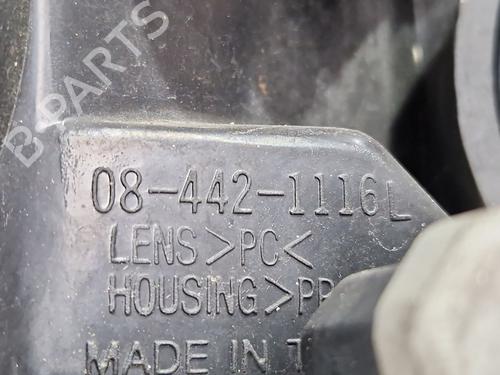 B-PARTS
08-442-1116L
LENS>PC<
HOUSING>PP
MADE IN T